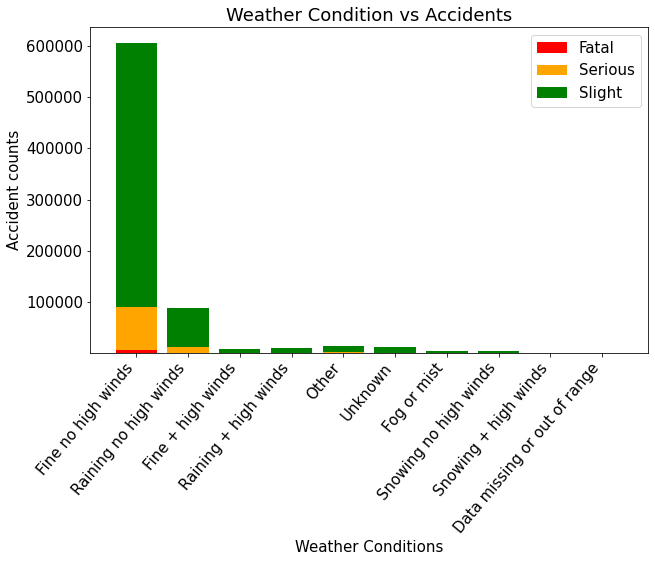 Weather Condition vs Accidents
Fatal
Serious
Slight
600000
500000
400000
300000
200000
100000
Accident counts
Fine no high winds
Raining no high winds
Fine + high winds
Raining + high winds
Other
Unknown
Fog or mist
Snowing no high winds
Snowing + high winds
Data missing or out of range
Weather Conditions